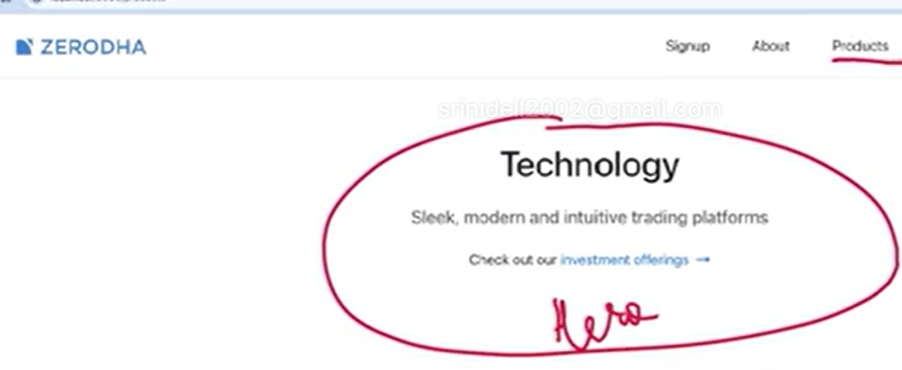 ZERODHA
Signup About Products
srinidell2002@gmail.com
Technology
Sleek, modern and intuitive trading platforms
Check out our investment offerings →
Hero